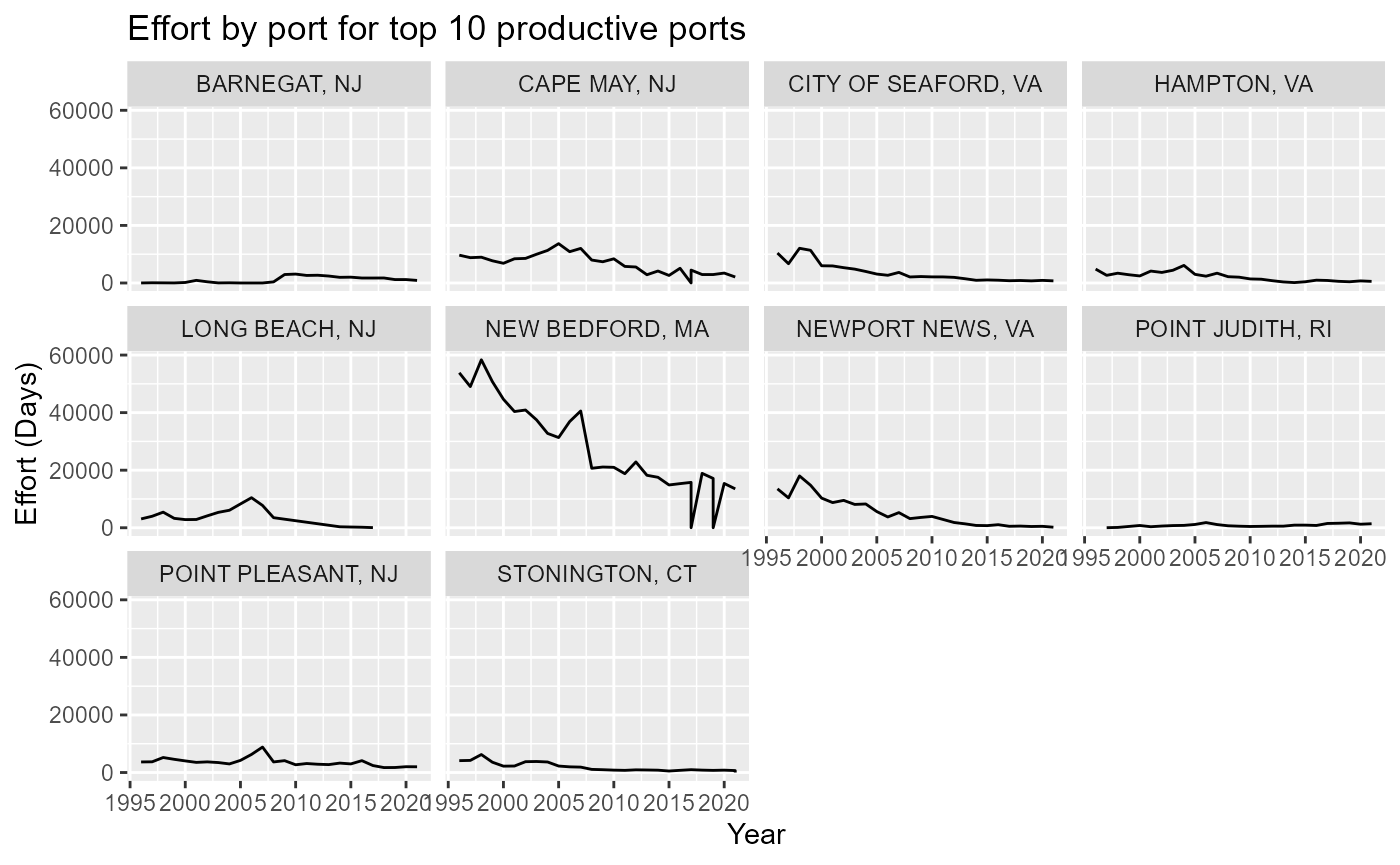 Effort by port for top 10 productive ports
BARNEGAT, NJ CAPE MAY, NJ CITY OF SEAFORD, VA HAMPTON, VA
60000
40000
20000
0
LONG BEACH, NJ NEW BEDFORD, MA NEWPORT NEWS, VA POINT JUDITH, RI
60000
40000
20000
0
Effort (Days)
1995 2000 2005 2010 2015 2020 1995 2000 2005 2010 2015 2020
POINT PLEASANT, NJ STONINGTON, CT
60000
40000
20000
0
1995 2000 2005 2010 2015 2020 1995 2000 2005 2010 2015 2020
Year